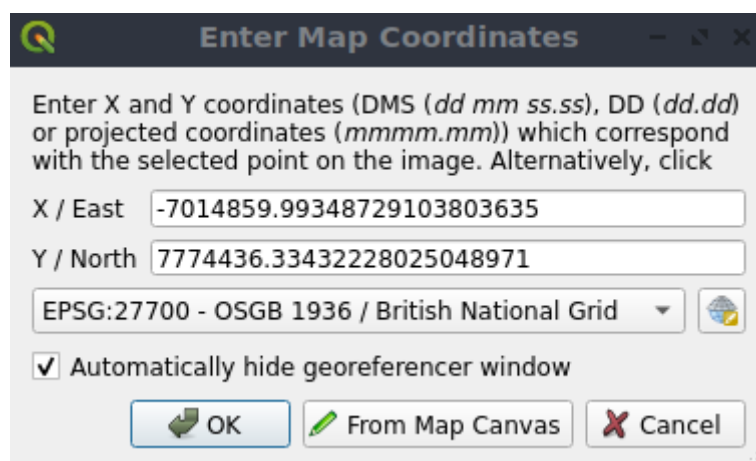 Enter Map Coordinates
Enter X and Y coordinates (DMS (dd mm ss.ss), DD (dd.dd)
or projected coordinates (mmmm.mm)) which correspond
with the selected point on the image. Alternatively, click
X / East -7014859.99348729103803635
Y / North 7774436.33432228025048971
EPSG:27700 - OSGB 1936 / British National Grid
Automatically hide georeferencer window
OK From Map Canvas Cancel